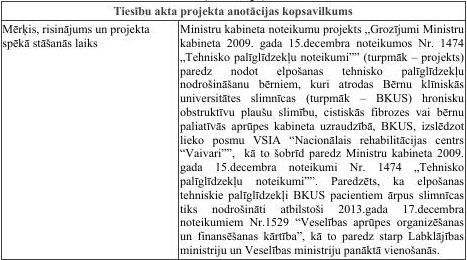 Tiesību akta projekta anotācijas kopsavilkums
Mērķis, risinājums un projekta
spēkā stāšanās laiks
Ministru kabineta noteikumu projekts „Grozījumi Ministru
kabineta 2009. gada 15.decembra noteikumos Nr. 1474
„Tehnisko palīglīdzekļu noteikumi"" (turpmāk – projekts)
paredz nodot elpošanas tehnisko palīglīdzekļu
nodrošināšanu bērniem, kuri atrodas Bērnu klīniskās
universitātes slimnīcas (turpmāk – BKUS) hronisku
obstruktīvu plaušu slimību, cistiskās fibrozes vai bērnu
paliatīvās aprūpes kabineta uzraudzībā, BKUS, izslēdzot
lieko posmu VSIA "Nacionālais rehabilitācijas centrs
"Vaivari"", kā to šobrīd paredz Ministru kabineta 2009.
gada 15.decembra noteikumi Nr. 1474 „Tehnisko
palīglīdzekļu noteikumi"". Paredzēts, ka elpošanas
tehniskie palīglīdzekļi BKUS pacientiem ārpus slimnīcas
tiks nodrošināti atbilstoši 2013.gada 17.decembra
noteikumiem Nr.1529 "Veselības aprūpes organizēšanas
un finansēšanas kārtība", kā to paredz starp Labklājības
ministriju un Veselības ministriju panāktā vienošanās.